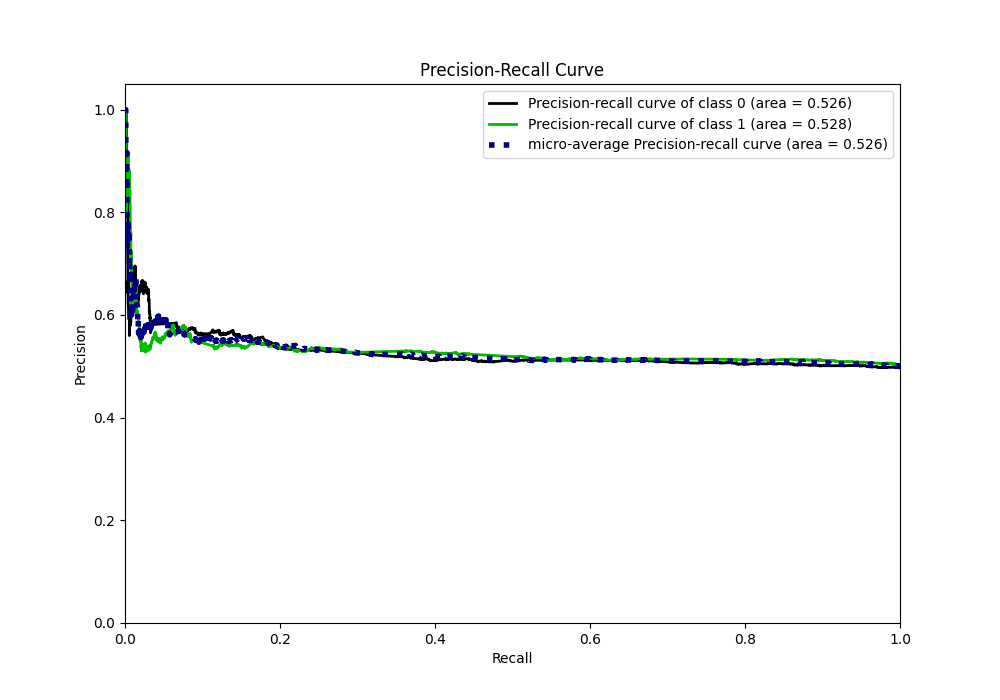 Precision-Recall Curve
Precision-recall curve of class 0 (area = 0.526)
Precision-recall curve of class 1 (area = 0.528)
micro-average Precision-recall curve (area = 0.526)
1.0
0.8
0.6
0.4
0.2
0.0
Precision
0.0 0.2 0.4 0.6 0.8 1.0
Recall